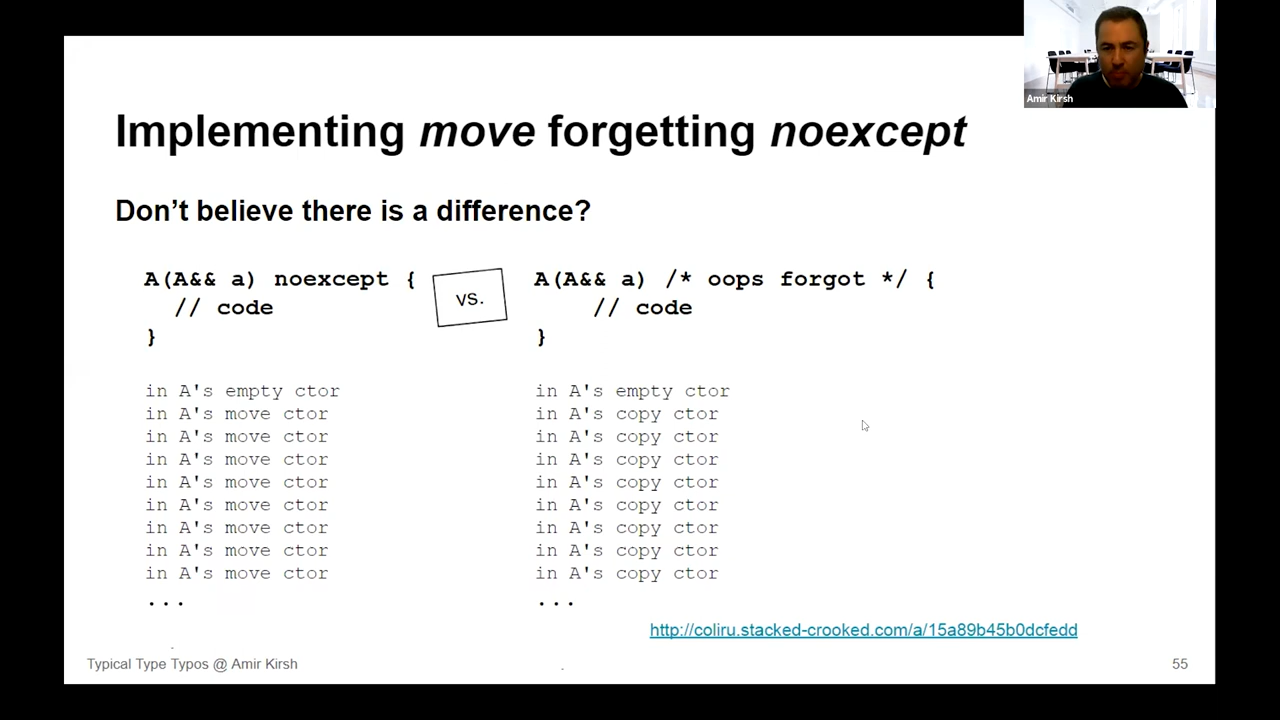 Amir Kirsh
Implementing move forgetting noexcept
Don't believe there is a difference?
A(A&& a) noexcept {
// code
}
vs.
A(A&& a) /* oops forgot */ {
// code
}
in A's empty ctor
in A's move ctor
in A's move ctor
in A's move ctor
in A's move ctor
in A's move ctor
in A's move ctor
in A's move ctor
in A's move ctor
...
in A's empty ctor
in A's copy ctor
in A's copy ctor
in A's copy ctor
in A's copy ctor
in A's copy ctor
in A's copy ctor
in A's copy ctor
in A's copy ctor
...
http://coliru.stacked-crooked.com/a/15a89b45b0dcfedd
Typical Type Typos @ Amir Kirsh
55